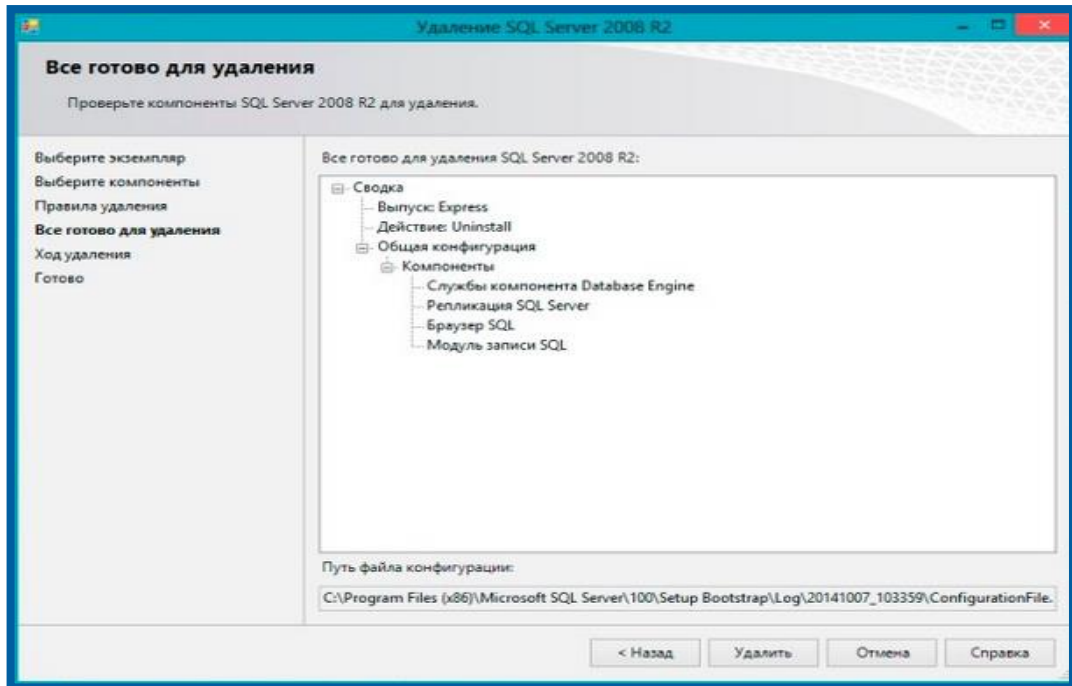 Удаление SQL Server 2008 R2
Все готово для удаления
Проверьте компоненты SQL Server 2008 R2 для удаления.
Выберите экземпляр
Выберите компоненты
Правила удаления
Все готово для удаления
Ход удаления
Готово
Все готово для удаления SQL Server 2008 R2:
Сводка
Выпуск: Express
Действие: Uninstall
Общая конфигурация
Компоненты
Службы компонента Database Engine
Репликация SQL Server
Браузер SQL
Модуль записи SQL
Путь файла конфигурации:
C:\Program Files (x86)\Microsoft SQL Server\100\Setup Bootstrap\Log\20141007_103359\ConfigurationFile.
< Назад
Удалить
Отмена
Справка